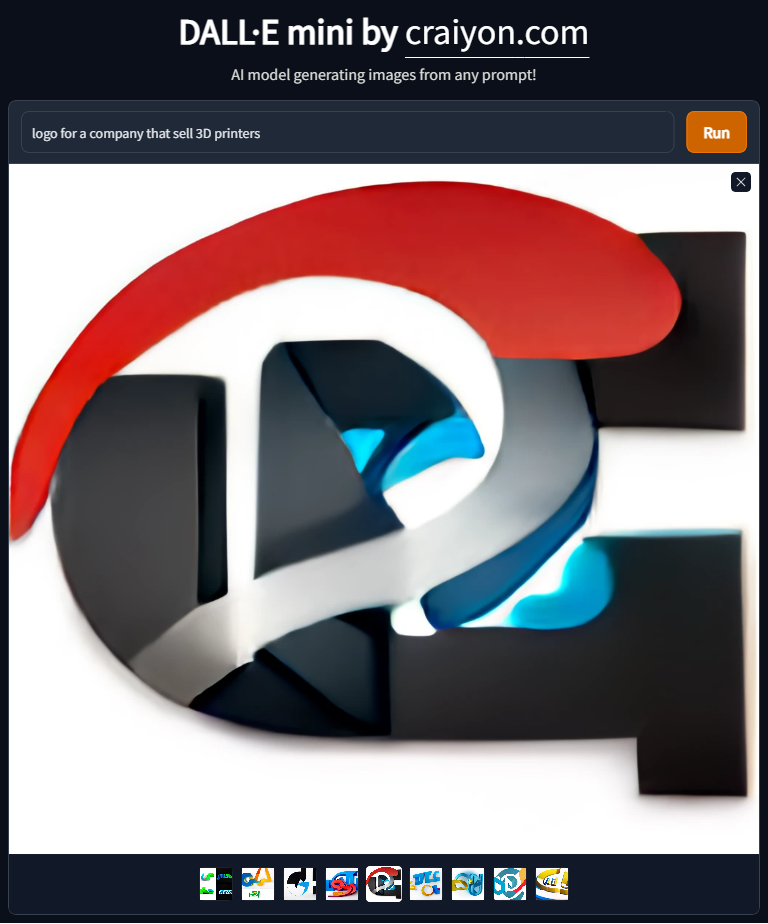 DALL·E mini by craiyon.com
AI model generating images from any prompt!
logo for a company that sell 3D printers
Run